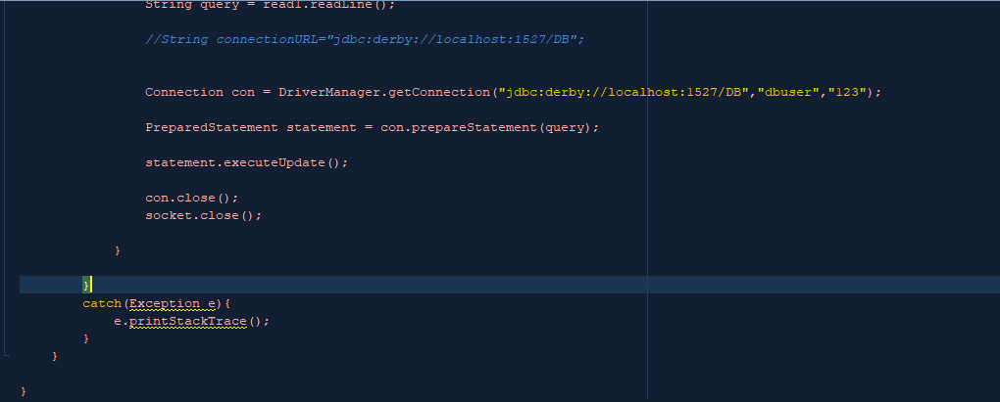 String query = read1.readLine();
//String connectionURL="jdbc:derby://localhost:1527/DB";
Connection con = DriverManager.getConnection("jdbc:derby://localhost:1527/DB","dbuser","123");
PreparedStatement statement = con.prepareStatement(query);
statement.executeUpdate();
con.close();
socket.close();
}
}
catch(Exception e){
e.printStackTrace();
}
}
}